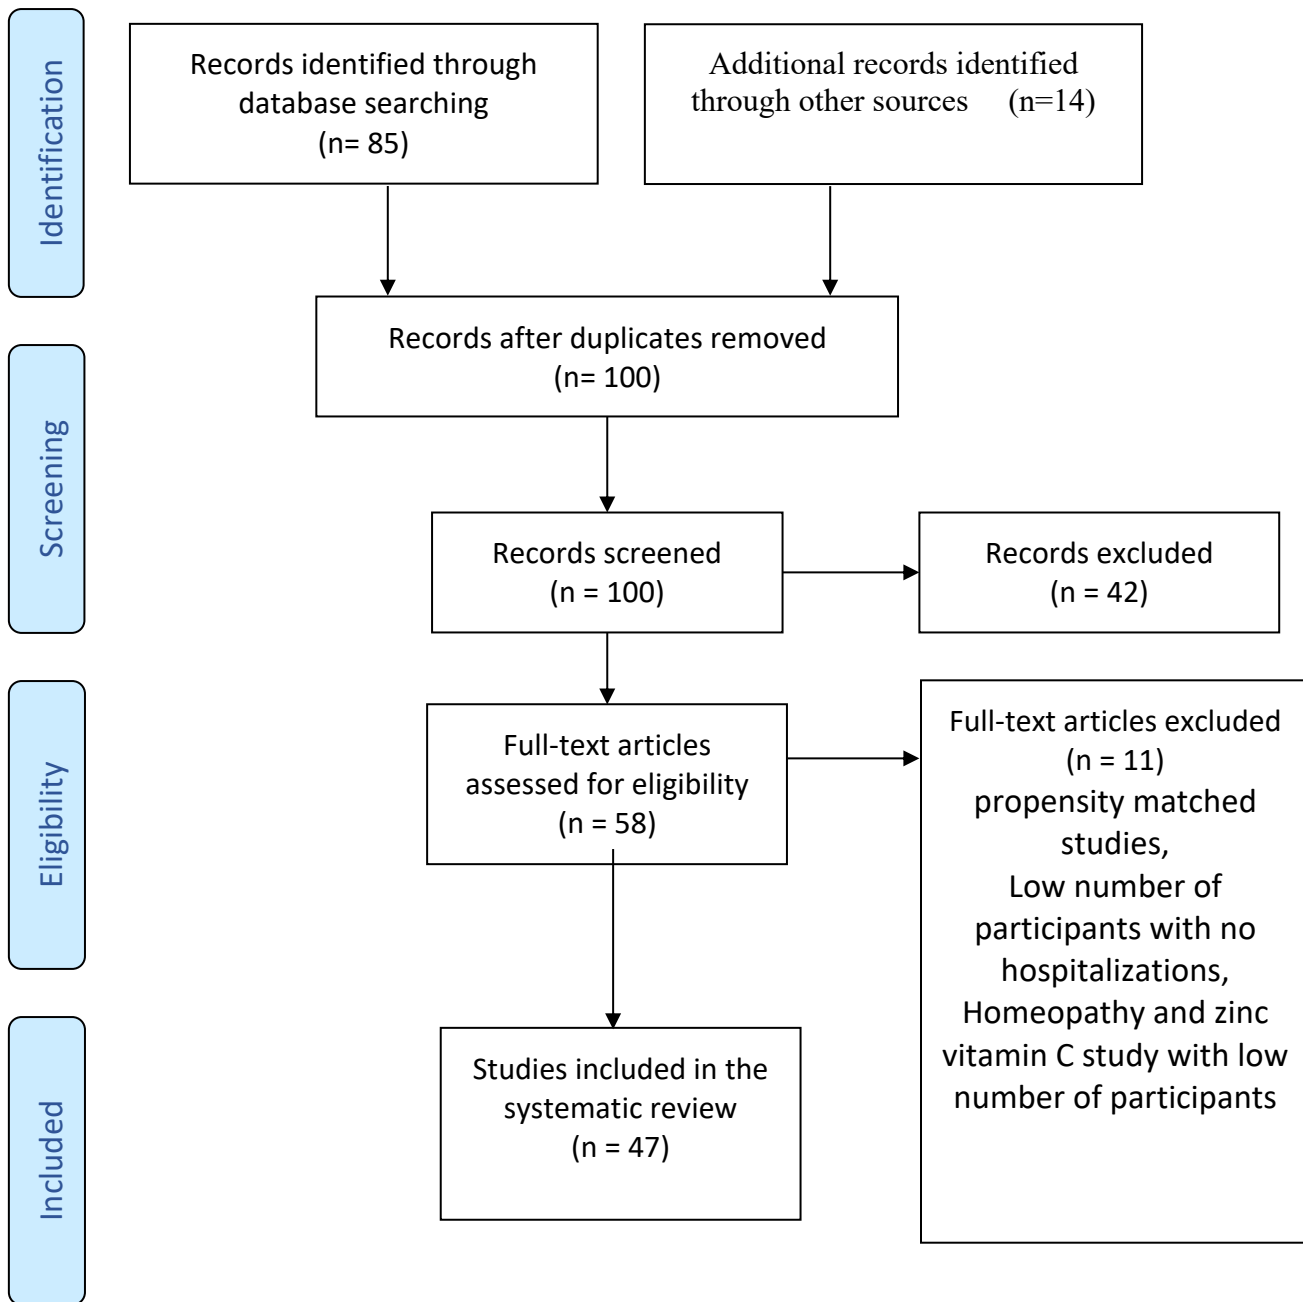 Identification
Records identified through
database searching
(n= 85)
Additional records identified
through other sources (n=14)
Records after duplicates removed
(n= 100)
Screening
Records screened
(n = 100)
Records excluded
(n = 42)
Eligibility
Full-text articles
assessed for eligibility
(n = 58)
Full-text articles excluded
(n = 11)
propensity matched
studies,
Low number of
participants with no
hospitalizations,
Homeopathy and zinc
vitamin C study with low
number of participants
Included
Studies included in the
systematic review
(n = 47)